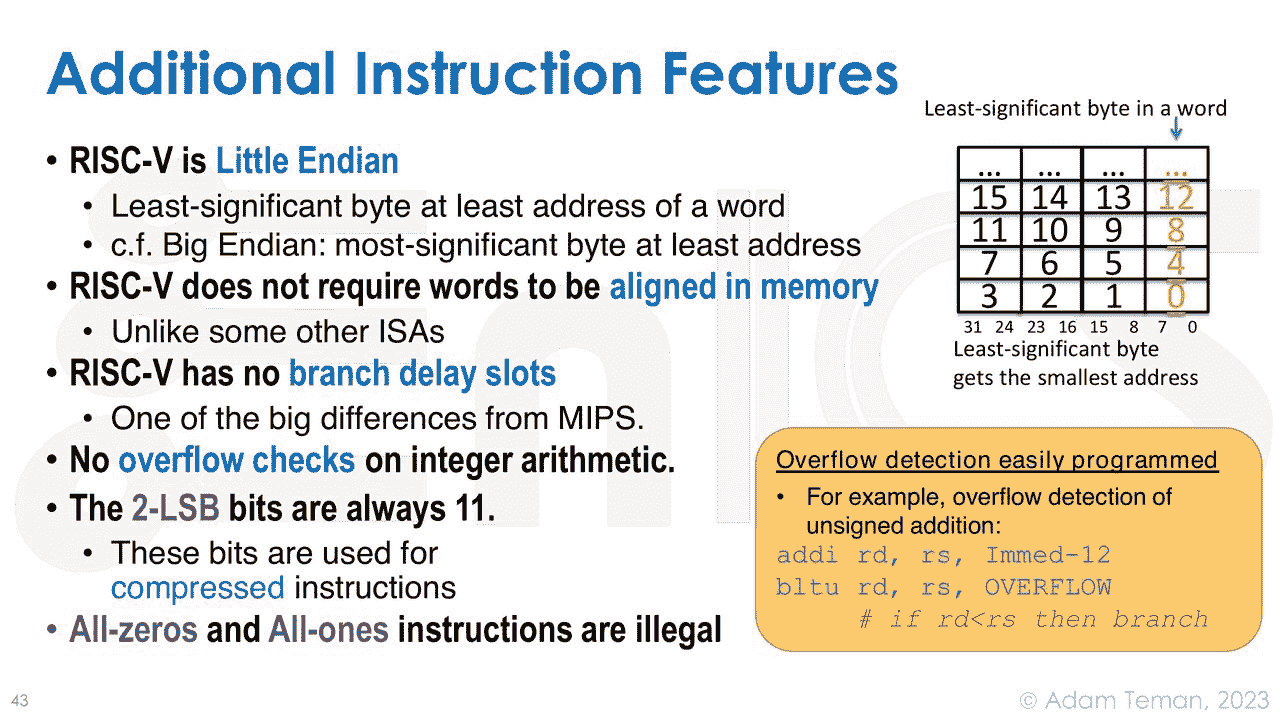 Additional Instruction Features
• RISC-V is Little Endian
• Least-significant byte at least address of a word
• c.f. Big Endian: most-significant byte at least address
• RISC-V does not require words to be aligned in memory
• Unlike some other ISAs
• RISC-V has no branch delay slots
• One of the big differences from MIPS.
• No overflow checks on integer arithmetic.
• The 2-LSB bits are always 11.
• These bits are used for
compressed instructions
• All-zeros and All-ones instructions are illegal
Least-significant byte in a word
... ... ... ...
15 14 13 12
11 10 9 8
7 6 5 4
3 2 1 0
31 24 23 16 15 8 7 0
Least-significant byte
gets the smallest address
Overflow detection easily programmed
• For example, overflow detection of
unsigned addition:
addi rd, rs, Immed-12
bltu rd, rs, OVERFLOW
# if rd<rs then branch
43
© Adam Teman, 2023